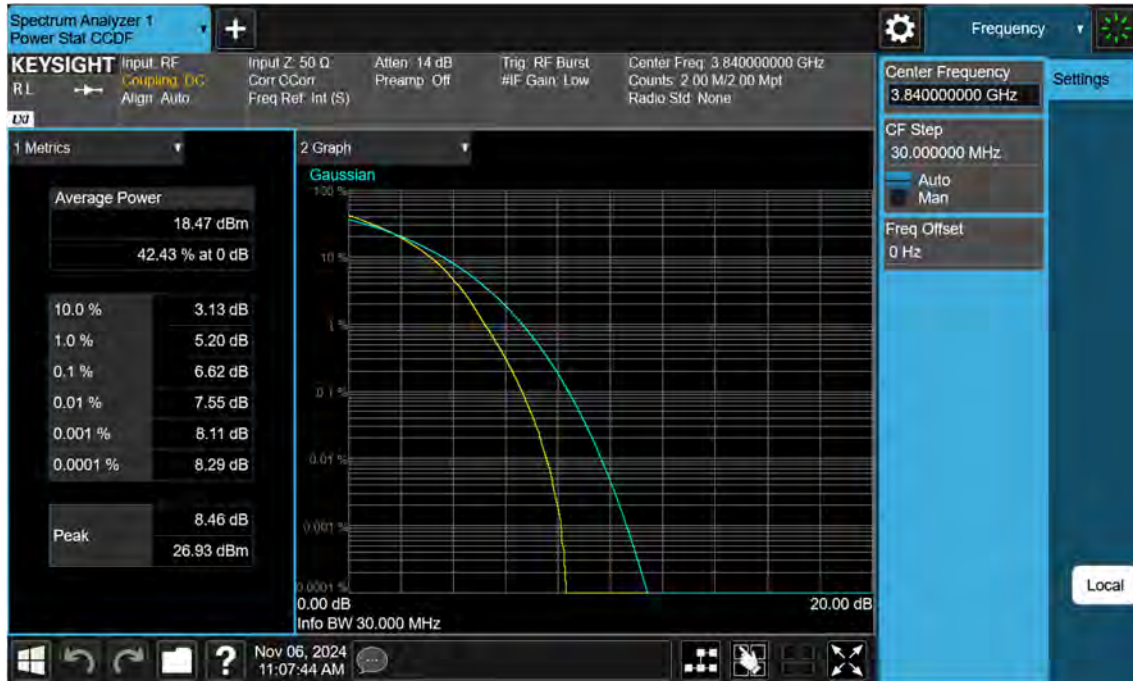 Spectrum Analyzer 1
Power Stat CCDF
+
Frequency
KEYSIGHT
Input: RF
Input Z: 50 Ω
Atten: 14 dB
Trig: RF Burst
Center Freq: 3.840000000 GHz
RL
Coupling: DC
Corr CCorr
Preamp: Off
#IF Gain: Low
Counts: 2.00 M/2.00 Mpt
Align: Auto
Freq Ref: Int (S)
Radio Std: None
LXI
Center Frequency
3.840000000 GHz
Settings
CF Step
30.000000 MHz
Auto
Man
Freq Offset
0 Hz
1 Metrics
2 Graph
Average Power
18.47 dBm
42.43 % at 0 dB
10.0 % 3.13 dB
1.0 % 5.20 dB
0.1 % 6.62 dB
0.01 % 7.55 dB
0.001 % 8.11 dB
0.0001 % 8.29 dB
Peak
8.46 dB
26.93 dBm
Gaussian
100 %
10 %
1 %
0.1 %
0.01 %
0.001 %
0.0001 %
0.00 dB
20.00 dB
Info BW 30.000 MHz
Local
?
Nov 06, 2024
11:07:44 AM